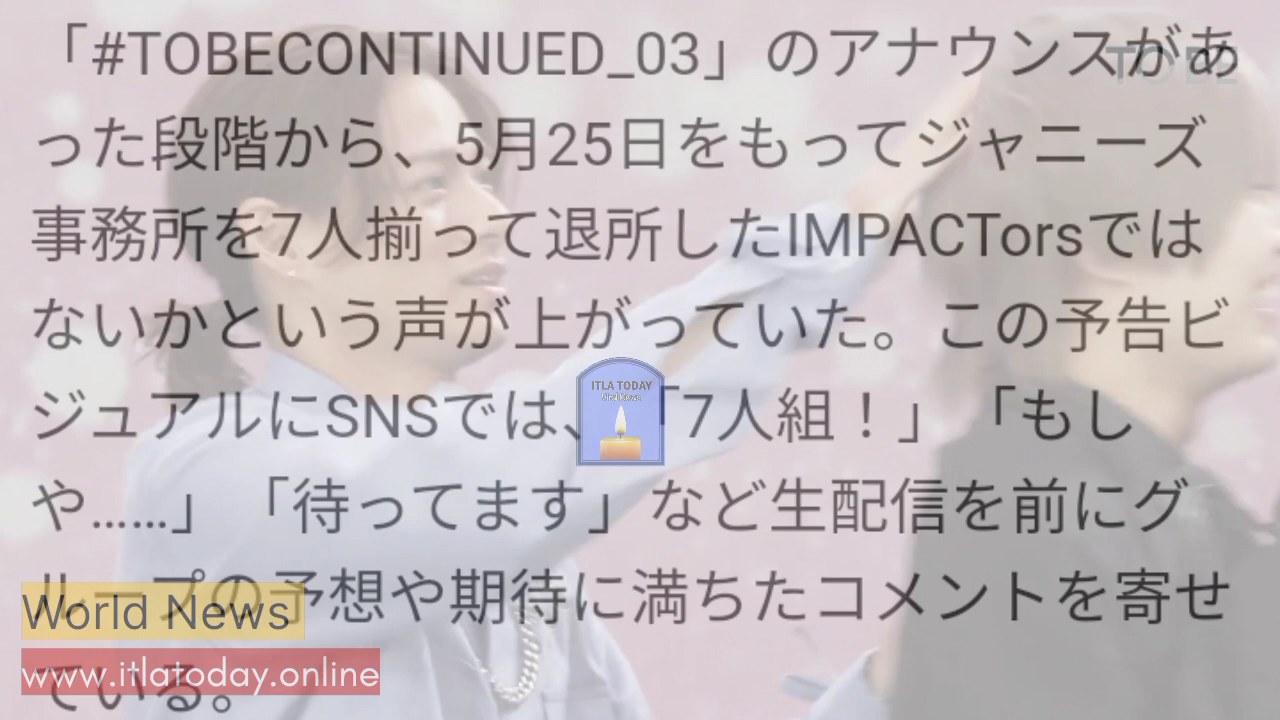 「#TOBECONTINUED_03」のアナウンスがあ
TOBE
った段階から、5月25日をもってジャニーズ
事務所を7人揃って退所したIMPACTorsでは
ないかという声が上がっていた。この予告ビ
ジュアルにSNSでは、「7人組！」「もし
ITLA TODAY
Viral News
や……」「待ってます」など生配信を前にグ
ループの予想や期待に満ちたコメントを寄せ
World News
ている。
www.itlatoday.online